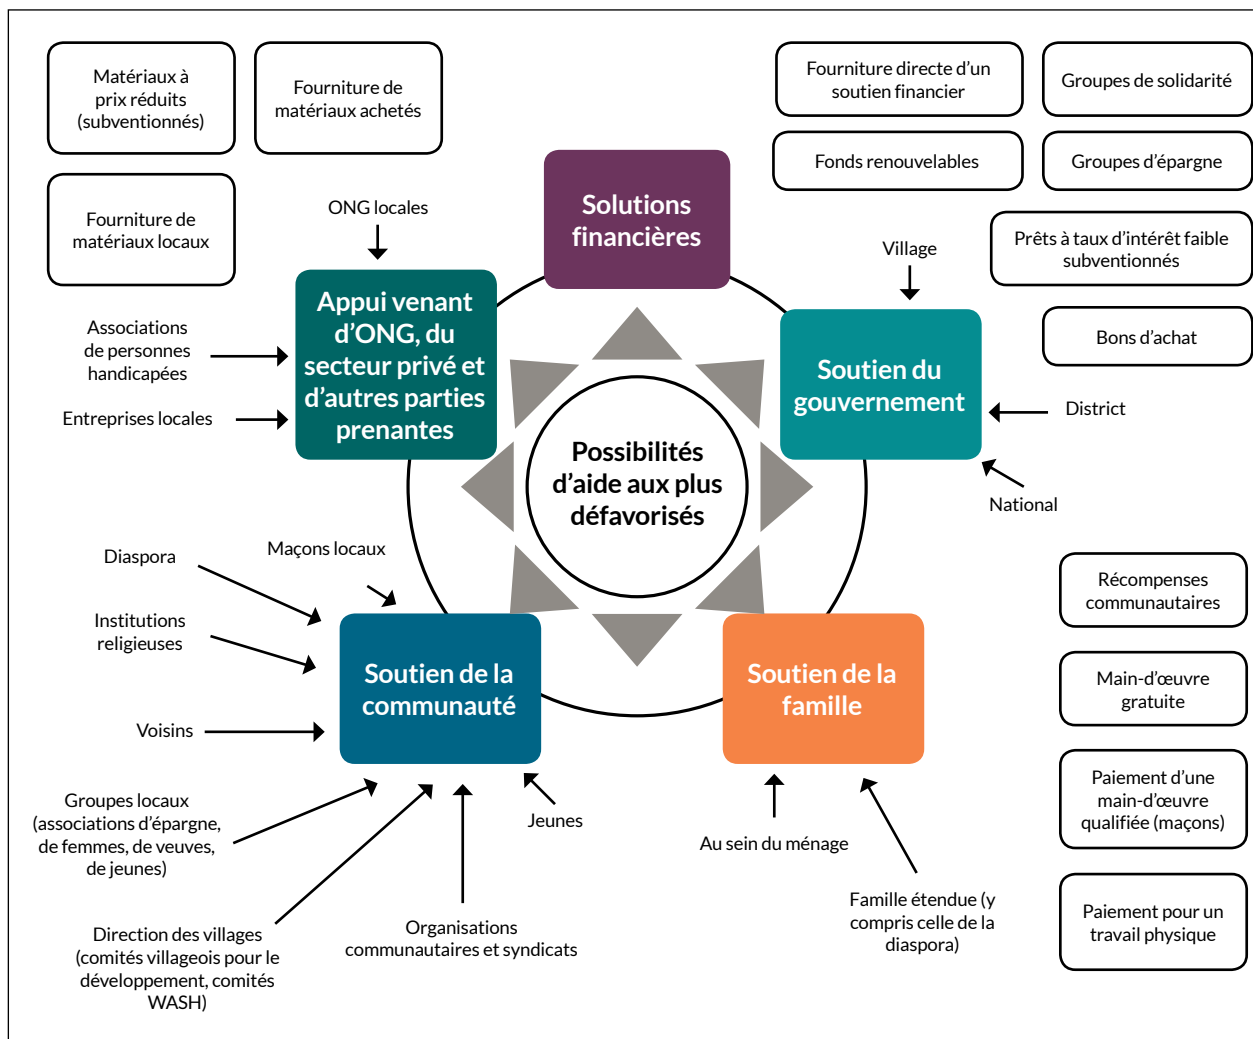 Matériaux à
prix réduits
(subventionnés)
Fourniture de
matériaux achetés
Fourniture de
matériaux locaux
Fourniture directe d'un
soutien financier
Groupes de solidarité
Fonds renouvelables
Groupes d'épargne
Prêts à taux d'intérêt faible
subventionnés
Bons d'achat
Solutions
financières
ONG locales
Appui venant
d'ONG, du
secteur privé et
d'autres parties
prenantes
Associations
de personnes
handicapées
Entreprises locales
Village
Soutien du
gouvernement
District
National
Possibilités
d'aide aux plus
défavorisés
Maçons locaux
Diaspora
Institutions
religieuses
Soutien de la
communauté
Voisins
Groupes locaux
(associations d'épargne,
de femmes, de veuves,
de jeunes)
Direction des villages
(comités villageois pour le
développement, comités
WASH)
Organisations
communautaires et syndicats
Jeunes
Soutien de la
famille
Au sein du ménage
Famille étendue (y
compris celle de la
diaspora)
Récompenses
communautaires
Main-d'œuvre
gratuite
Paiement d'une
main-d'œuvre
qualifiée (maçons)
Paiement pour un
travail physique